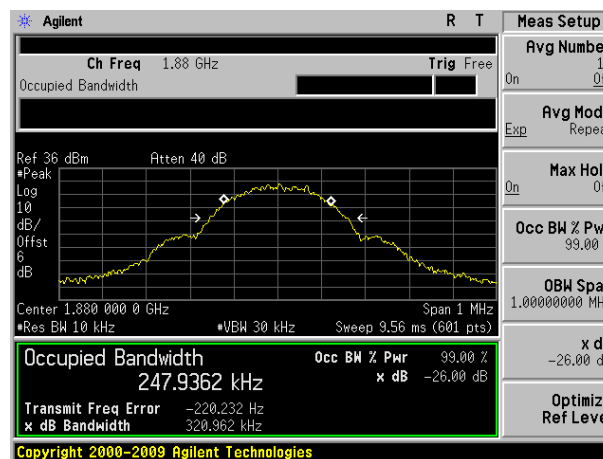 Agilent R T
Meas Setup
Ch Freq 1.88 GHz Trig Free
Occupied Bandwidth
Ref 36 dBm Atten 40 dB
#Peak
Log
10
dB/
Offst
6
dB
Center 1.880 000 0 GHz Span 1 MHz
#Res BW 10 kHz #VBW 30 kHz Sweep 9.56 ms (601 pts)
Occupied Bandwidth Occ BW % Pwr 99.00 %
247.9362 kHz x dB -26.00 dB
Transmit Freq Error -220.232 Hz
x dB Bandwidth 320.962 kHz
Copyright 2000-2009 Agilent Technologies
Avg Numbe
1
On O
Avg Mod
Exp Repea
Max Hol
On O
Occ BW % Pw
99.00
OBW Spa
1.00000000 MH
x d
-26.00 d
Optimiz
Ref Leve